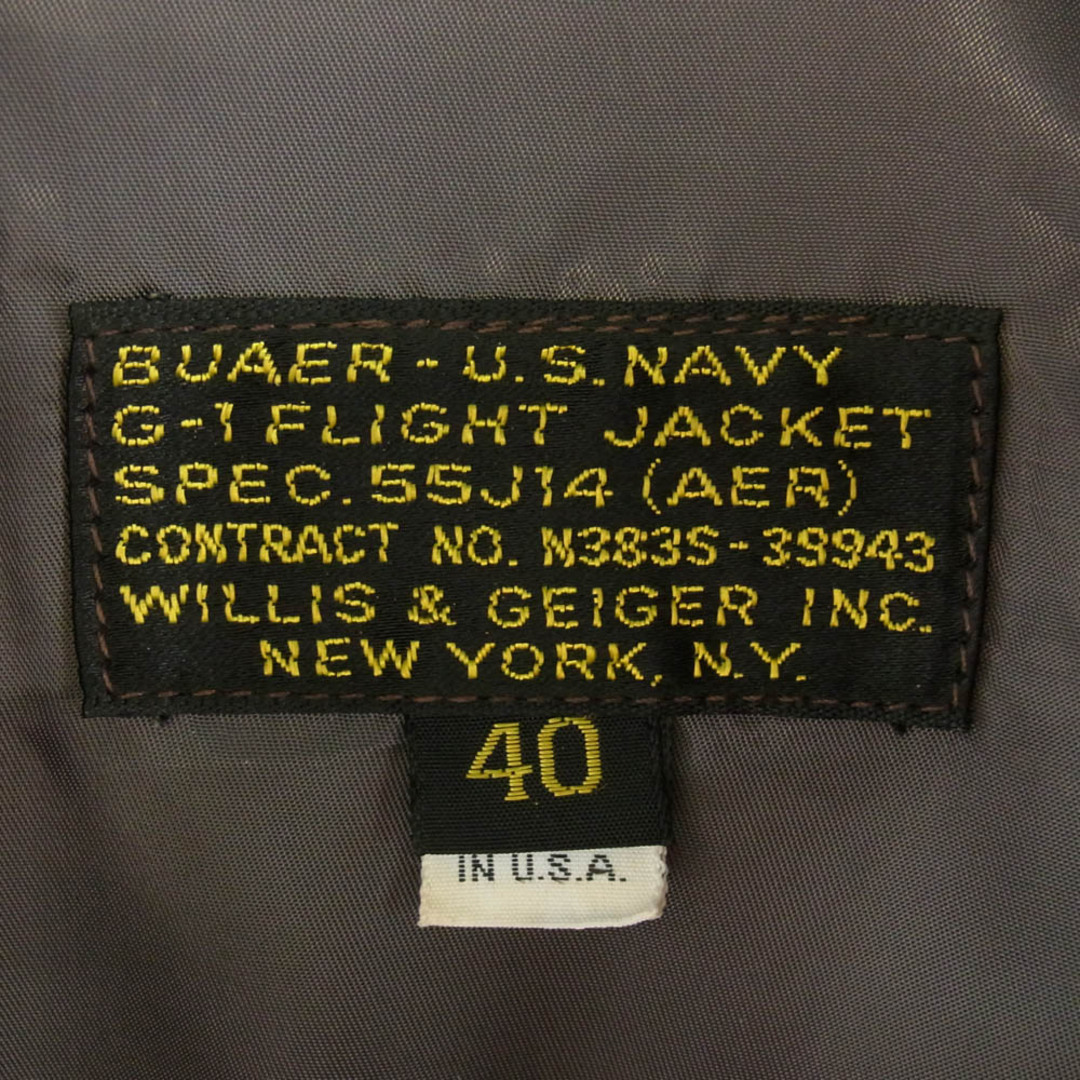 BUAER - U.S. NAVY
G-1 FLIGHT JACKET
SPEC. 55J14 (AER)
CONTRACT NO. N383S-39943
WILLIS & GEIGER INC.
NEW YORK, N.Y.
40
IN U.S.A.